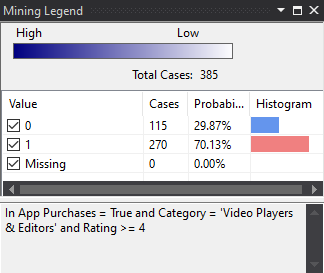 Mining Legend
High Low
Total Cases: 385
Value Cases Probabi... Histogram
0 115 29.87%
1 270 70.13%
Missing 0 0.00%
In App Purchases = True and Category = 'Video Players
& Editors' and Rating >= 4